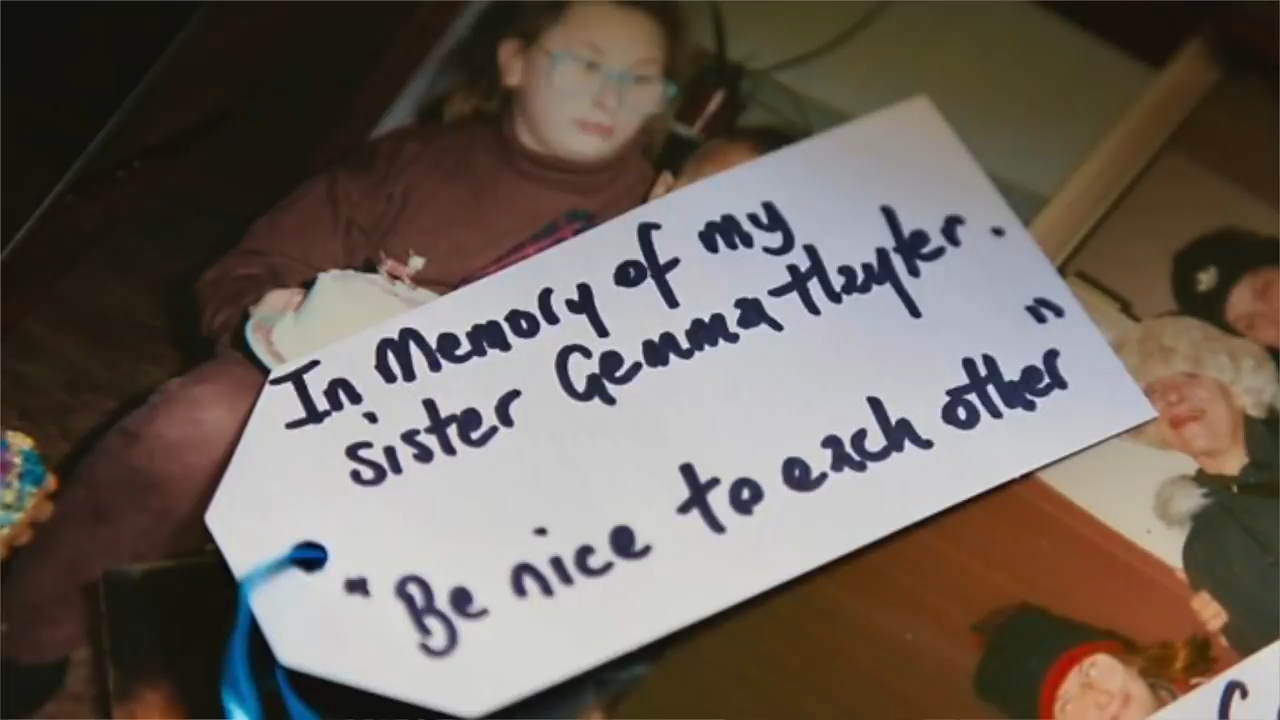 In Memory of my
sister Gemma Hayter.
"Be nice to each other"